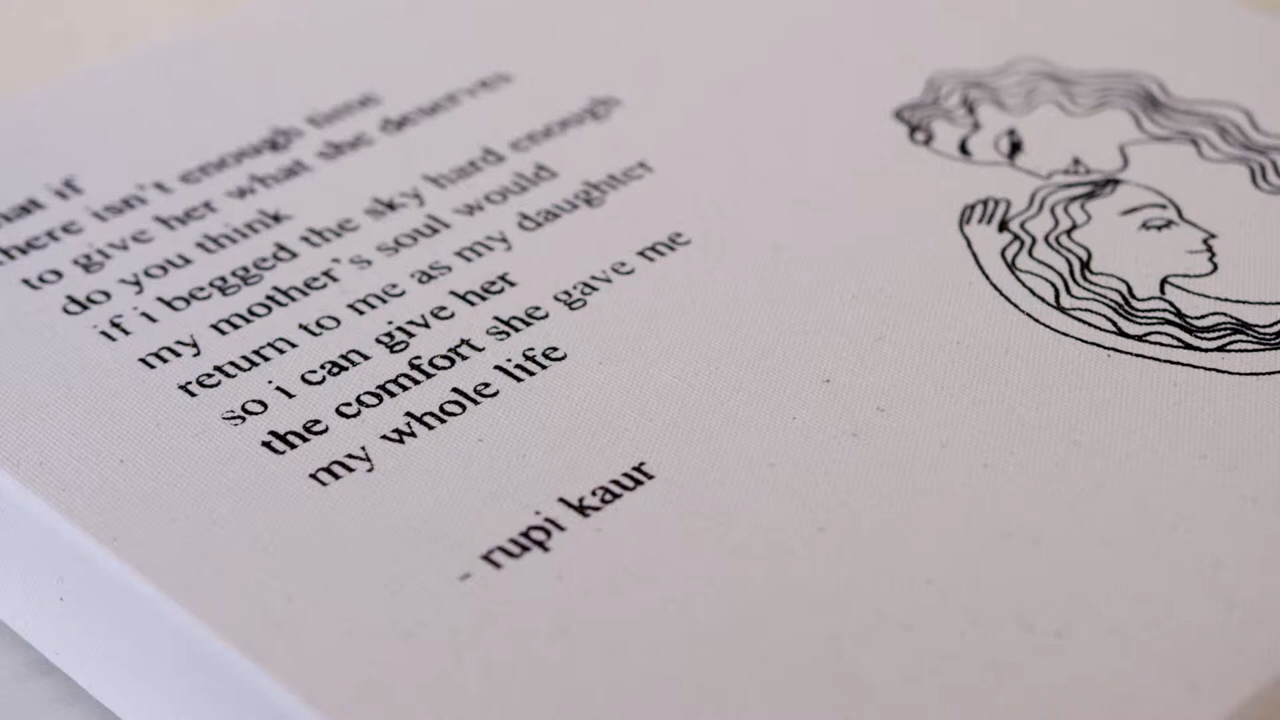 hat if
there isn't enough time
to give her what she deserves
do you think
if i begged the sky hard enough
my mother's soul would
return to me as my daughter
so i can give her
the comfort she gave me
my whole life
- rupi kaur